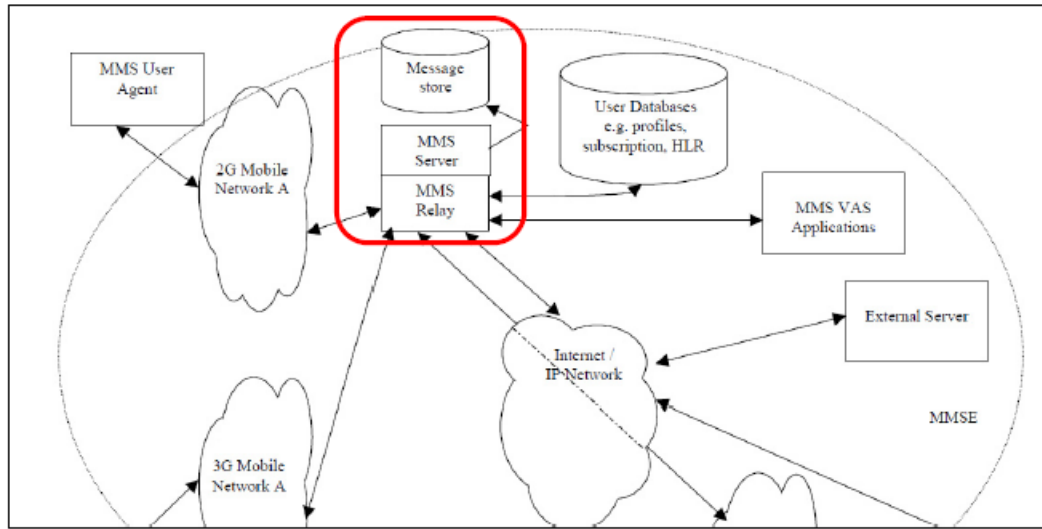 MMS User
Agent
Message
store
User Databases
e.g. profiles,
subscription, HLR
MMS
Server
2G Mobile
Network A
MMS
Relay
MMS VAS
Applications
External Server
Internet /
IP Network
MMSE
3G Mobile
Network A